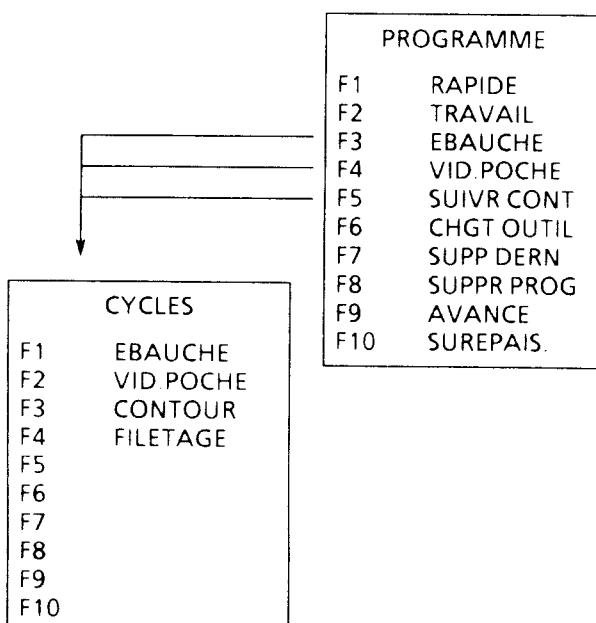 PROGRAMME
F1 RAPIDE
F2 TRAVAIL
F3 EBAUCHE
F4 VID.POCHE
F5 SUIVR CONT
F6 CHGT OUTIL
F7 SUPP DERN
F8 SUPPR PROG
F9 AVANCE
F10 SUREPAIS.
CYCLES
F1 EBAUCHE
F2 VID.POCHE
F3 CONTOUR
F4 FILETAGE
F5
F6
F7
F8
F9
F10